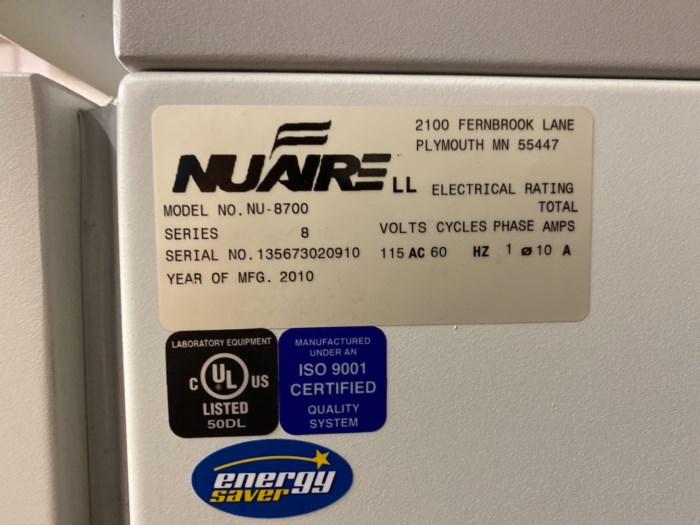 2100 FERNBROOK LANE
PLYMOUTH MN 55447
NUAIRE LL
ELECTRICAL RATING
MODEL NO. NU-8700
TOTAL
SERIES 8
VOLTS CYCLES PHASE AMPS
SERIAL NO. 135673020910
115 AC 60 HZ 1 ø 10 A
YEAR OF MFG. 2010
LABORATORY EQUIPMENT
C UL US
LISTED
50DL
MANUFACTURED
UNDER AN
ISO 9001
CERTIFIED
QUALITY
SYSTEM
energy
saver